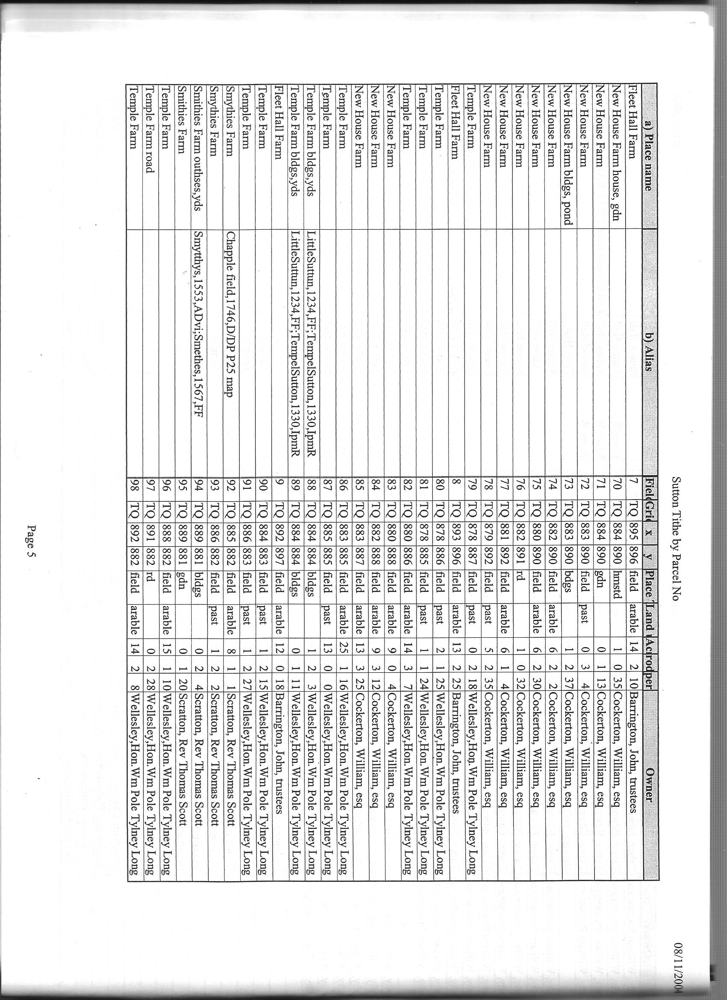 Sutton Tithe by Parcel No 08/11/200
a) Place name b) Alias Field Gri x y Place Land Acr rod per Owner
Fleet Hall Farm 7 TQ 895 896 field arable 14 2 10 Barrington, John, trustees
New House Farm house, gdn 70 TQ 884 890 hmstd 1 0 35 Cockerton, William, esq
New House Farm 71 TQ 884 890 gdn 0 1 13 Cockerton, William, esq
New House Farm 72 TQ 883 890 field past 0 3 4 Cockerton, William, esq
New House Farm bldgs, pond 73 TQ 883 890 bdgs 1 2 37 Cockerton, William, esq
New House Farm 74 TQ 882 890 field arable 6 2 2 Cockerton, William, esq
New House Farm 75 TQ 880 890 field arable 6 2 30 Cockerton, William, esq
New House Farm 76 TQ 882 891 rd 1 0 32 Cockerton, William, esq
New House Farm 77 TQ 881 892 field arable 6 1 4 Cockerton, William, esq
New House Farm 78 TQ 879 892 field past 5 2 35 Cockerton, William, esq
Temple Farm 79 TQ 878 887 field past 0 2 18 Wellesley,Hon.Wm Pole Tylney Long
Fleet Hall Farm 8 TQ 893 896 field arable 13 2 25 Barrington, John, trustees
Temple Farm 80 TQ 878 886 field past 2 1 25 Wellesley,Hon.Wm Pole Tylney Long
Temple Farm 81 TQ 878 885 field past 1 1 24 Wellesley,Hon.Wm Pole Tylney Long
Temple Farm 82 TQ 880 886 field arable 14 3 7 Wellesley,Hon.Wm Pole Tylney Long
New House Farm 83 TQ 880 888 field arable 9 0 4 Cockerton, William, esq
New House Farm 84 TQ 882 888 field arable 9 3 12 Cockerton, William, esq
New House Farm 85 TQ 883 887 field arable 13 3 25 Cockerton, William, esq
Temple Farm 86 TQ 883 885 field arable 25 1 16 Wellesley,Hon.Wm Pole Tylney Long
Temple Farm 87 TQ 885 885 field past 13 0 0 Wellesley,Hon.Wm Pole Tylney Long
Temple Farm bldgs,yds LittleSuttun,1234,FF;TempelSutton,1330,IpmR 88 TQ 884 884 bldgs 1 2 3 Wellesley,Hon.Wm Pole Tylney Long
Temple Farm bldgs,yds LittleSuttun,1234,FF;TempelSutton,1330,IpmR 89 TQ 884 884 bldgs 0 1 11 Wellesley,Hon.Wm Pole Tylney Long
Fleet Hall Farm 9 TQ 892 897 field arable 12 0 18 Barrington, John, trustees
Temple Farm 90 TQ 884 883 field past 1 2 15 Wellesley,Hon.Wm Pole Tylney Long
Temple Farm 91 TQ 886 883 field past 1 2 27 Wellesley,Hon.Wm Pole Tylney Long
Smythies Farm Chapple field,1746,D/DP P25 map 92 TQ 885 882 field arable 8 1 1 Scratton, Rev Thomas Scott
Smythies Farm 93 TQ 886 882 field past 1 2 2 Scratton, Rev Thomas Scott
Smithies Farm outhses,yds Smytthys,1553,ADvi;Smethes,1567,FF 94 TQ 889 881 bldgs 0 2 4 Scratton, Rev Thomas Scott
Smithies Farm 95 TQ 889 881 gdn 0 1 20 Scratton, Rev Thomas Scott
Temple Farm 96 TQ 888 882 field arable 15 1 10 Wellesley,Hon.Wm Pole Tylney Long
Temple Farm road 97 TQ 891 882 rd 0 2 28 Wellesley,Hon.Wm Pole Tylney Long
Temple Farm 98 TQ 892 882 field arable 14 2 8 Wellesley,Hon.Wm Pole Tylney Long
Page 5